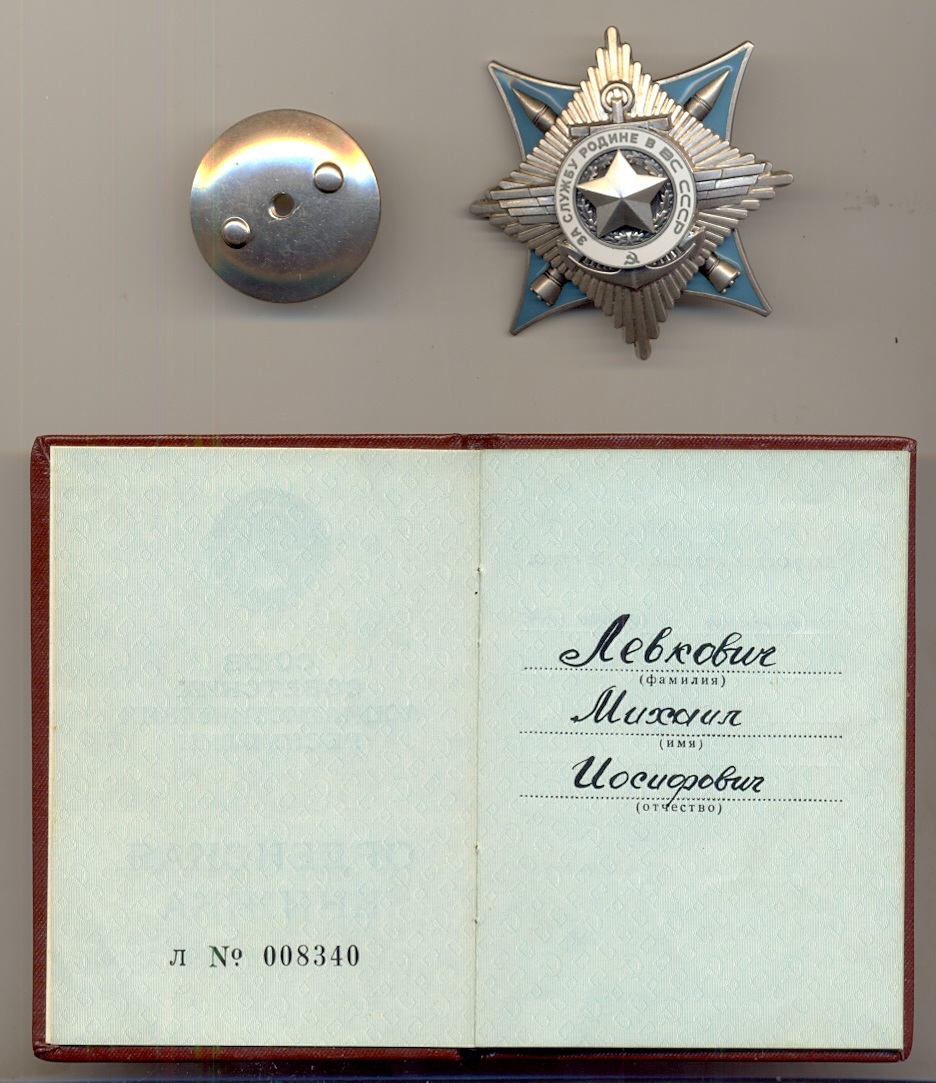 ЗА СЛУЖБУ РОДИНЕ В ВС СССР
Левкович
(фамилия)
Михаил
(имя)
Иосифович
(отчество)
Л № 008340